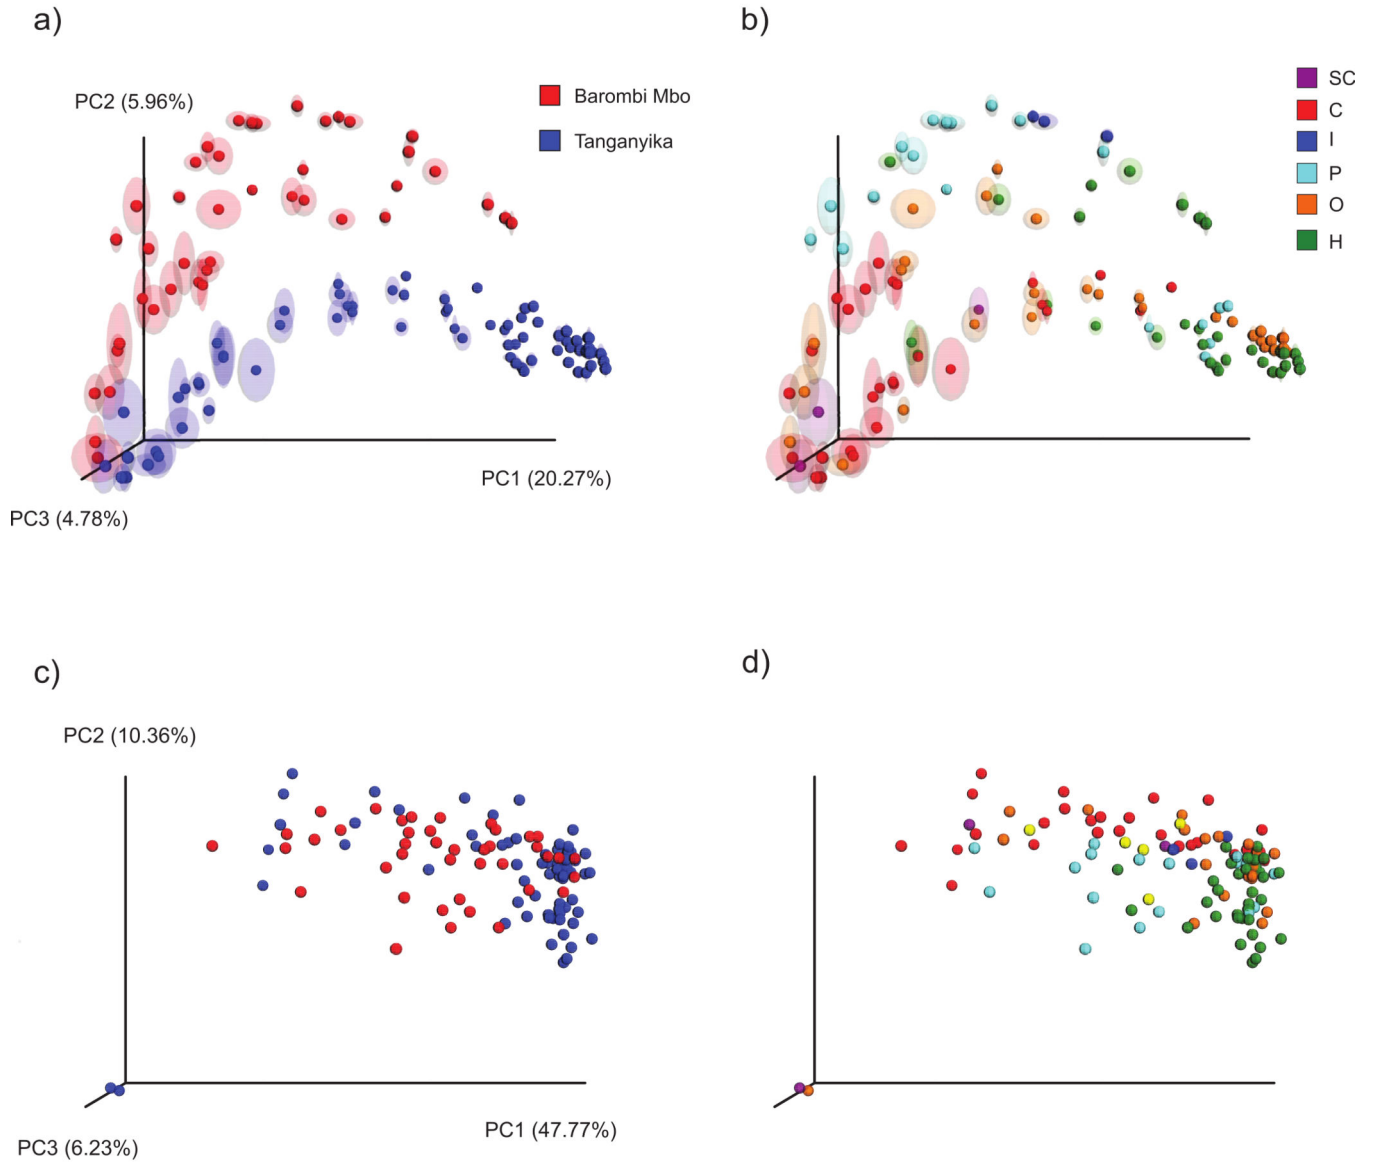 a)
PC2 (5.96%)
Barombi Mbo
Tanganyika
PC1 (20.27%)
PC3 (4.78%)
b)
SC
C
I
P
O
H
c)
PC2 (10.36%)
PC1 (47.77%)
PC3 (6.23%)
d)